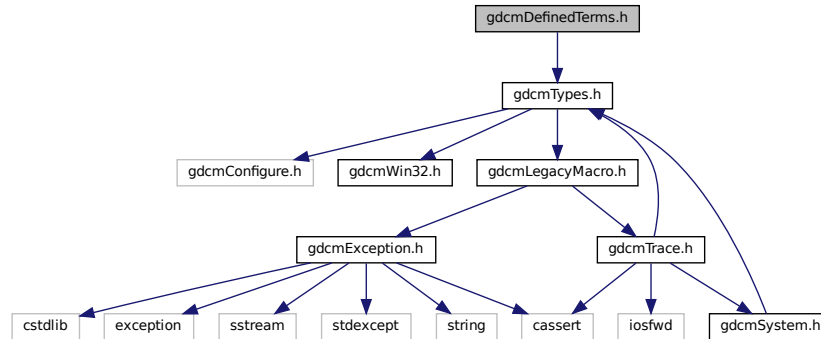 gdcmDefinedTerms.h
gdcmTypes.h
gdcmConfigure.h
gdcmWin32.h
gdcmLegacyMacro.h
gdcmException.h
gdcmTrace.h
cstdlib
exception
sstream
stdexcept
string
cassert
iosfwd
gdcmSystem.h